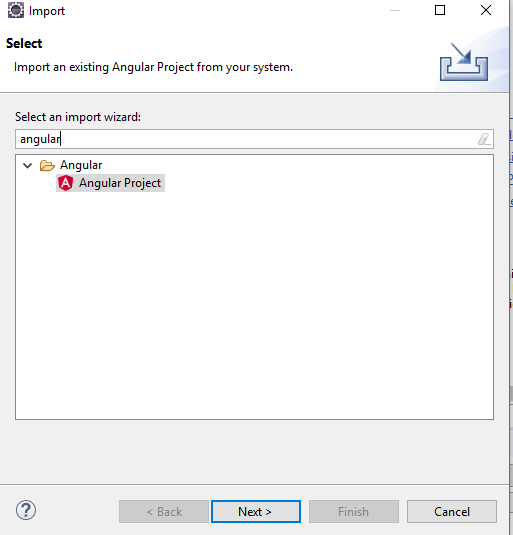 Import
Select
Import an existing Angular Project from your system.
Select an import wizard:
angular
Angular
Angular Project
< Back
Next >
Finish
Cancel